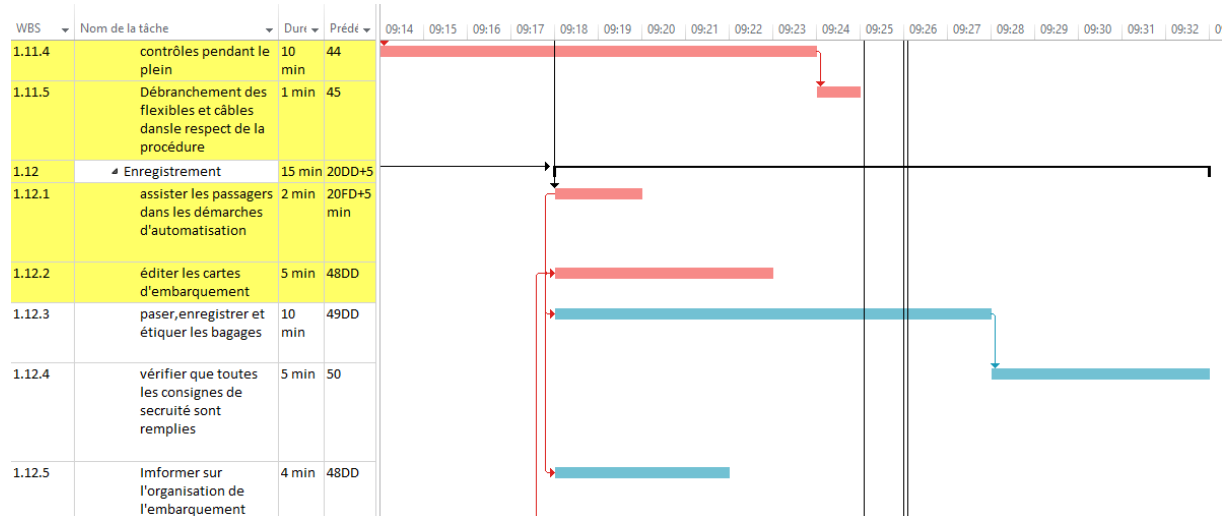 WBS Nom de la tâche Dure Prédé 09:14 09:15 09:16 09:17 09:18 09:19 09:20 09:21 09:22 09:23 09:24 09:25 09:26 09:27 09:28 09:29 09:30 09:31 09:32
1.11.4 contrôles pendant le 10 44
plein min
1.11.5 Débranchement des 1 min 45
flexibles et câbles
dansle respect de la
procédure
1.12 Enregistrement 15 min 20DD+5
1.12.1 assister les passagers 2 min 20FD+5
dans les démarches min
d'automatisation
1.12.2 éditer les cartes 5 min 48DD
d'embarquement
1.12.3 paser,enregistrer et 10 49DD
étiquer les bagages min
1.12.4 vérifier que toutes 5 min 50
les consignes de
secruité sont
remplies
1.12.5 Imformer sur 4 min 48DD
l'organisation de
l'embarquement